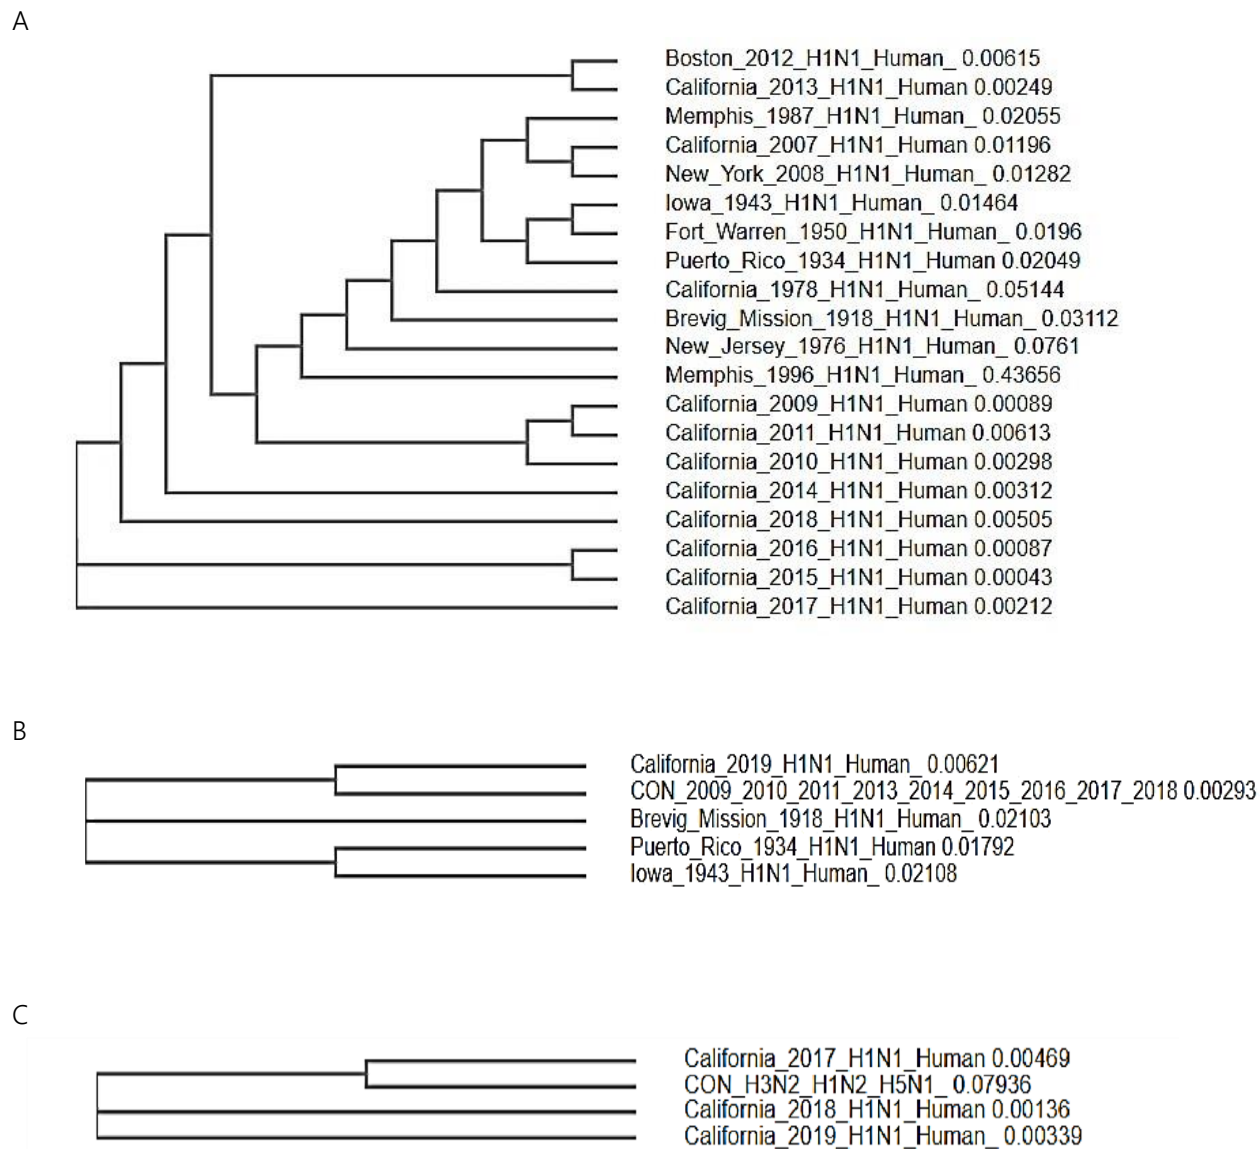 A
Boston_2012_H1N1_Human_ 0.00615
California_2013_H1N1_Human 0.00249
Memphis_1987_H1N1_Human_ 0.02055
California_2007_H1N1_Human 0.01196
New_York_2008_H1N1_Human_ 0.01282
Iowa_1943_H1N1_Human_ 0.01464
Fort_Warren_1950_H1N1_Human_ 0.0196
Puerto_Rico_1934_H1N1_Human 0.02049
California_1978_H1N1_Human_ 0.05144
Brevig_Mission_1918_H1N1_Human_ 0.03112
New_Jersey_1976_H1N1_Human_ 0.0761
Memphis_1996_H1N1_Human_ 0.43656
California_2009_H1N1_Human 0.00089
California_2011_H1N1_Human 0.00613
California_2010_H1N1_Human 0.00298
California_2014_H1N1_Human 0.00312
California_2018_H1N1_Human 0.00505
California_2016_H1N1_Human 0.00087
California_2015_H1N1_Human 0.00043
California_2017_H1N1_Human 0.00212
B
California_2019_H1N1_Human_ 0.00621
CON_2009_2010_2011_2013_2014_2015_2016_2017_2018 0.00293
Brevig_Mission_1918_H1N1_Human_ 0.02103
Puerto_Rico_1934_H1N1_Human 0.01792
Iowa_1943_H1N1_Human_ 0.02108
C
California_2017_H1N1_Human 0.00469
CON_H3N2_H1N2_H5N1_ 0.07936
California_2018_H1N1_Human 0.00136
California_2019_H1N1_Human_ 0.00339